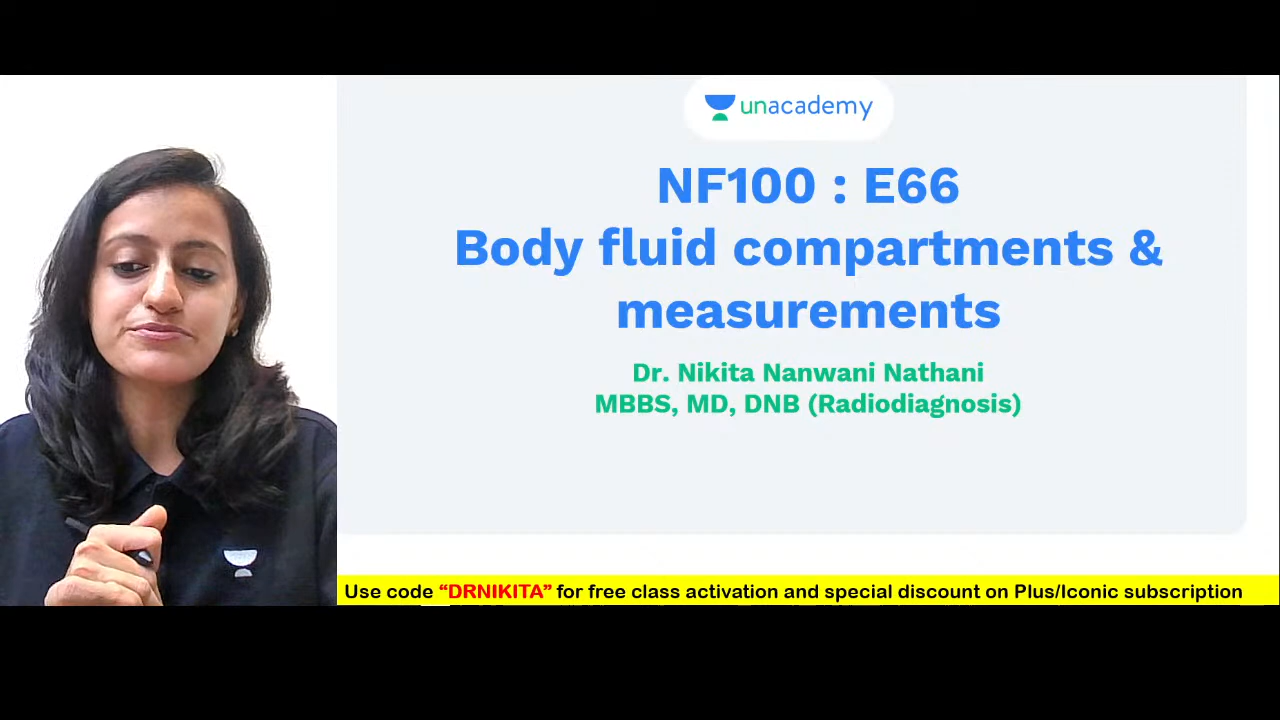 unacademy
NF100 : E66
Body fluid compartments &
measurements
Dr. Nikita Nanwani Nathani
MBBS, MD, DNB (Radiodiagnosis)
Use code “DRNIKITA” for free class activation and special discount on Plus/Iconic subscription